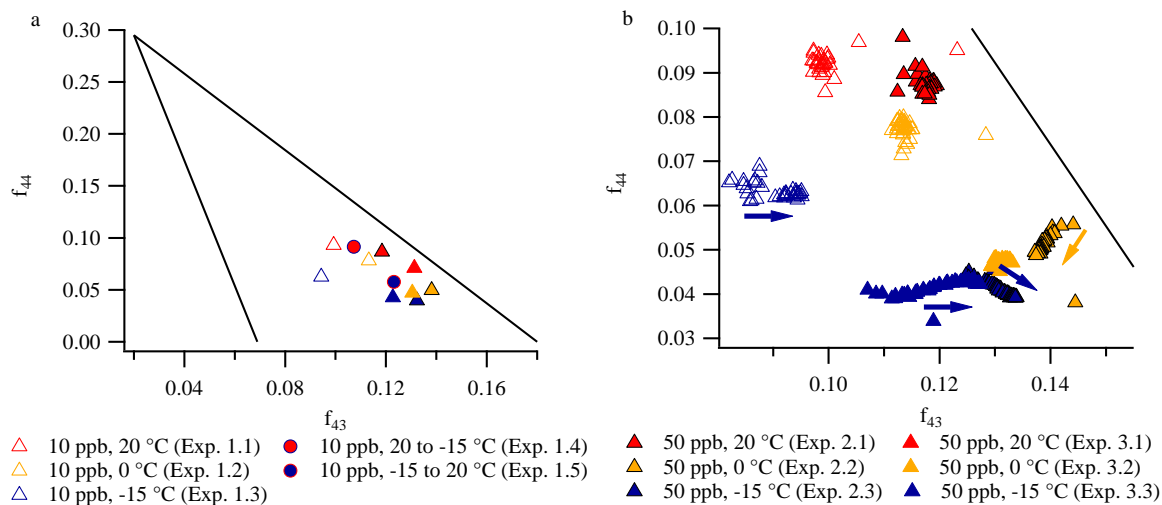 a
0.30
0.25
0.20
0.15
0.10
0.05
0.00
f44
0.04 0.08 0.12 0.16
f43
b
0.10
0.09
0.08
0.07
0.06
0.05
0.04
0.03
f44
0.10 0.12 0.14
f43
10 ppb, 20 °C (Exp. 1.1)
10 ppb, 0 °C (Exp. 1.2)
10 ppb, -15 °C (Exp. 1.3)
10 ppb, 20 to -15 °C (Exp. 1.4)
10 ppb, -15 to 20 °C (Exp. 1.5)
50 ppb, 20 °C (Exp. 2.1)
50 ppb, 0 °C (Exp. 2.2)
50 ppb, -15 °C (Exp. 2.3)
50 ppb, 20 °C (Exp. 3.1)
50 ppb, 0 °C (Exp. 3.2)
50 ppb, -15 °C (Exp. 3.3)